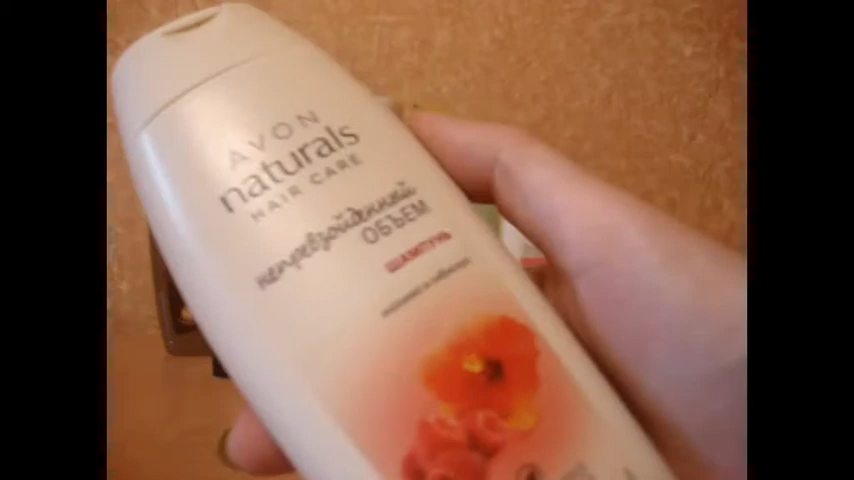 AVON
naturals
HAIR CARE
непревзойденный
ОБЪЕМ
ШАМПУНЬ